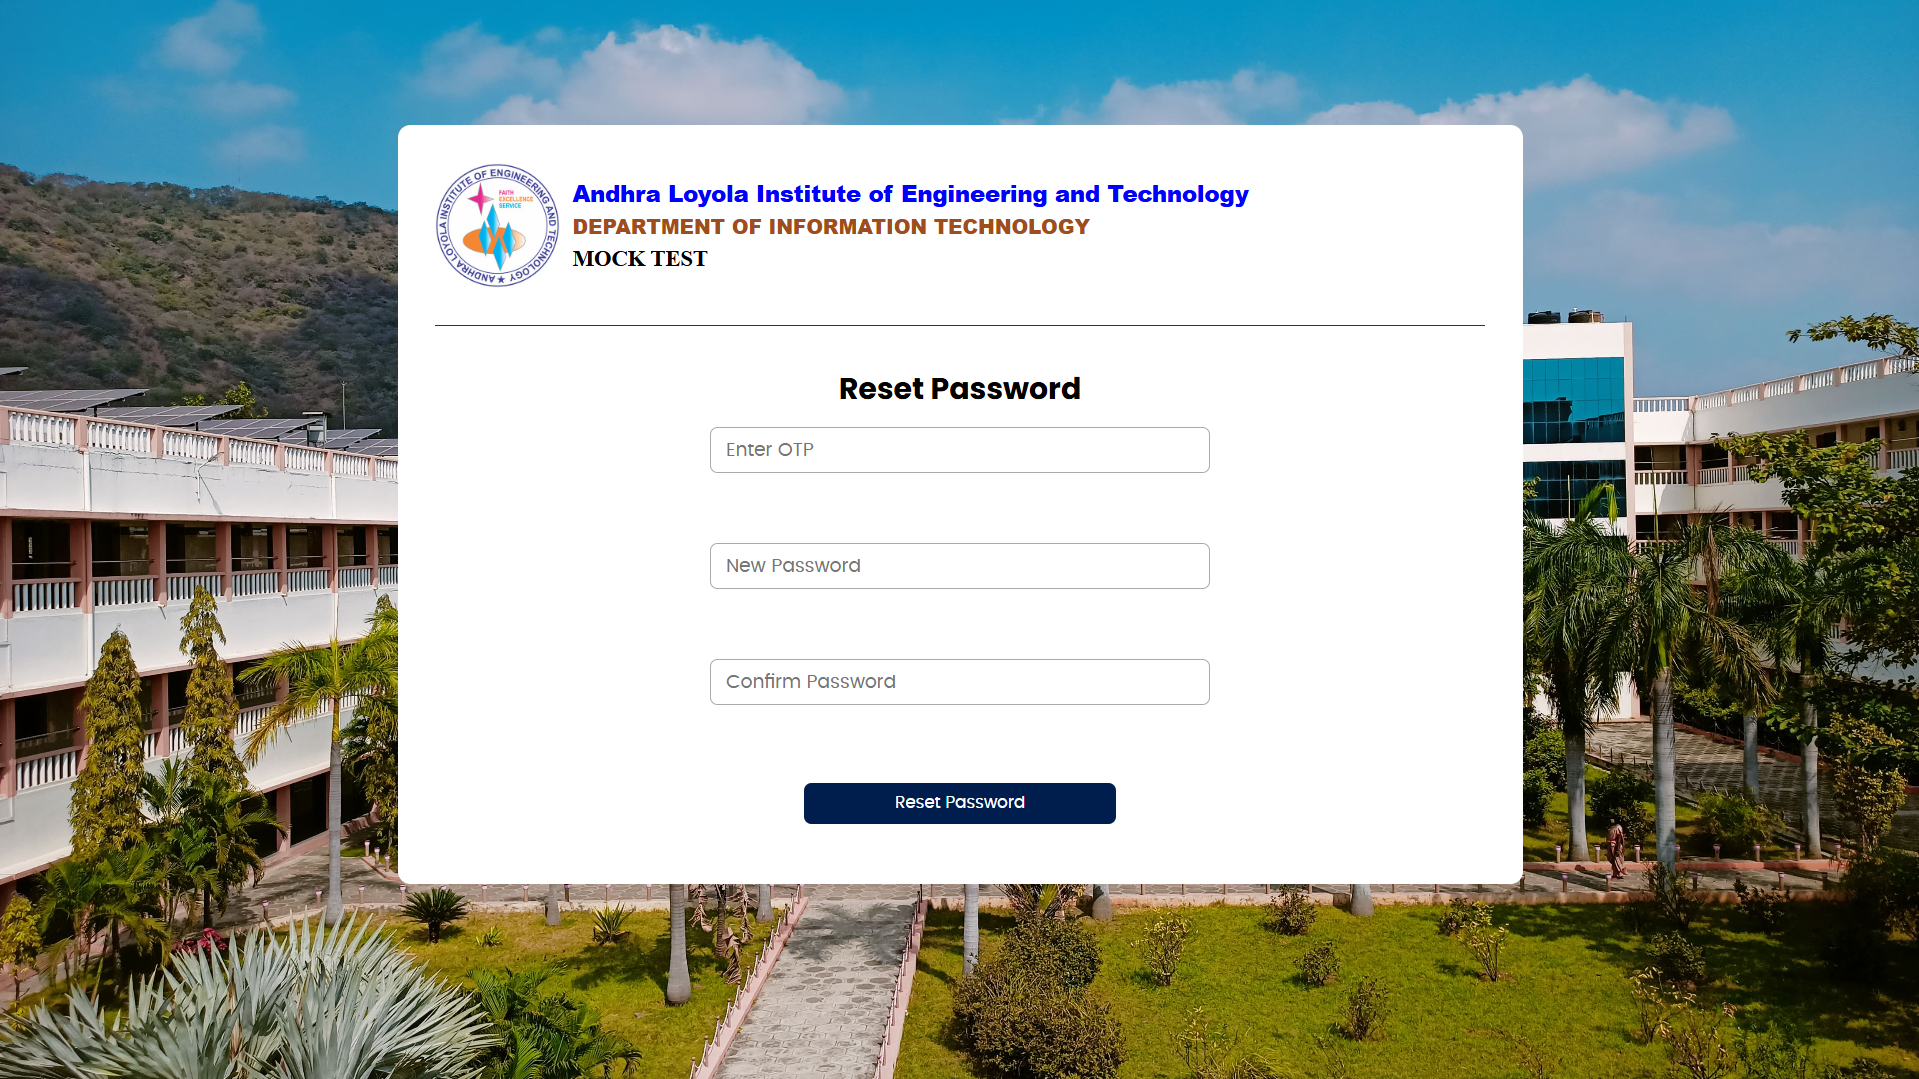 ANDHRA LOYOLA INSTITUTE OF ENGINEERING AND TECHNOLOGY ★
FAITH
EXCELLENCE
SERVICE
Andhra Loyola Institute of Engineering and Technology
DEPARTMENT OF INFORMATION TECHNOLOGY
MOCK TEST
Reset Password
Enter OTP
New Password
Confirm Password
Reset Password